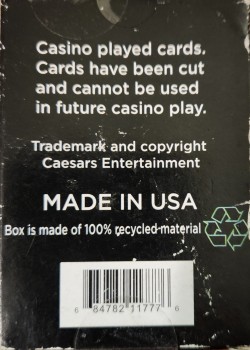 Casino played cards.
Cards have been cut
and cannot be used
in future casino play.
Trademark and copyright
Caesars Entertainment
MADE IN USA
Box is made of 100% recycled material
6 84782 11777 6